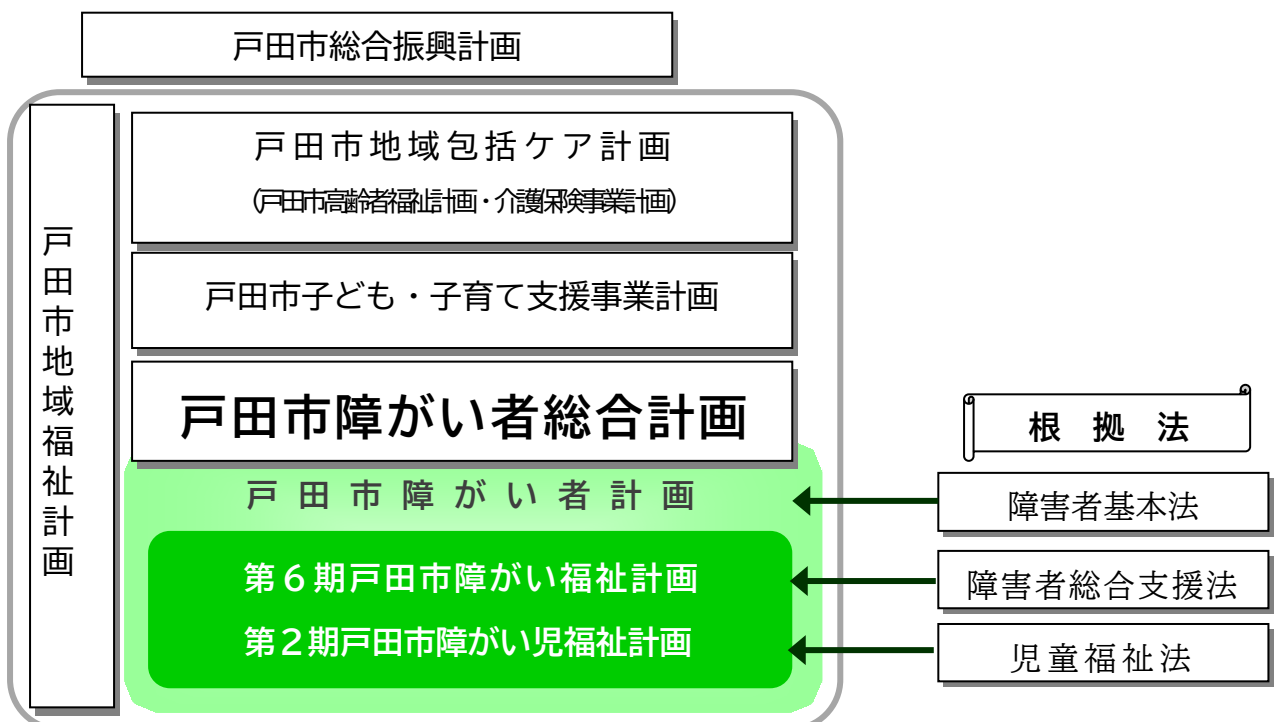 戸田市総合振興計画
戸田市地域福祉計画
戸田市地域包括ケア計画
(戸田市高齢者福祉計画・介護保険事業計画)
戸田市子ども・子育て支援事業計画
戸田市障がい者総合計画
戸田市障がい者計画
第6期戸田市障がい福祉計画
第2期戸田市障がい児福祉計画
根拠法
障害者基本法
障害者総合支援法
児童福祉法